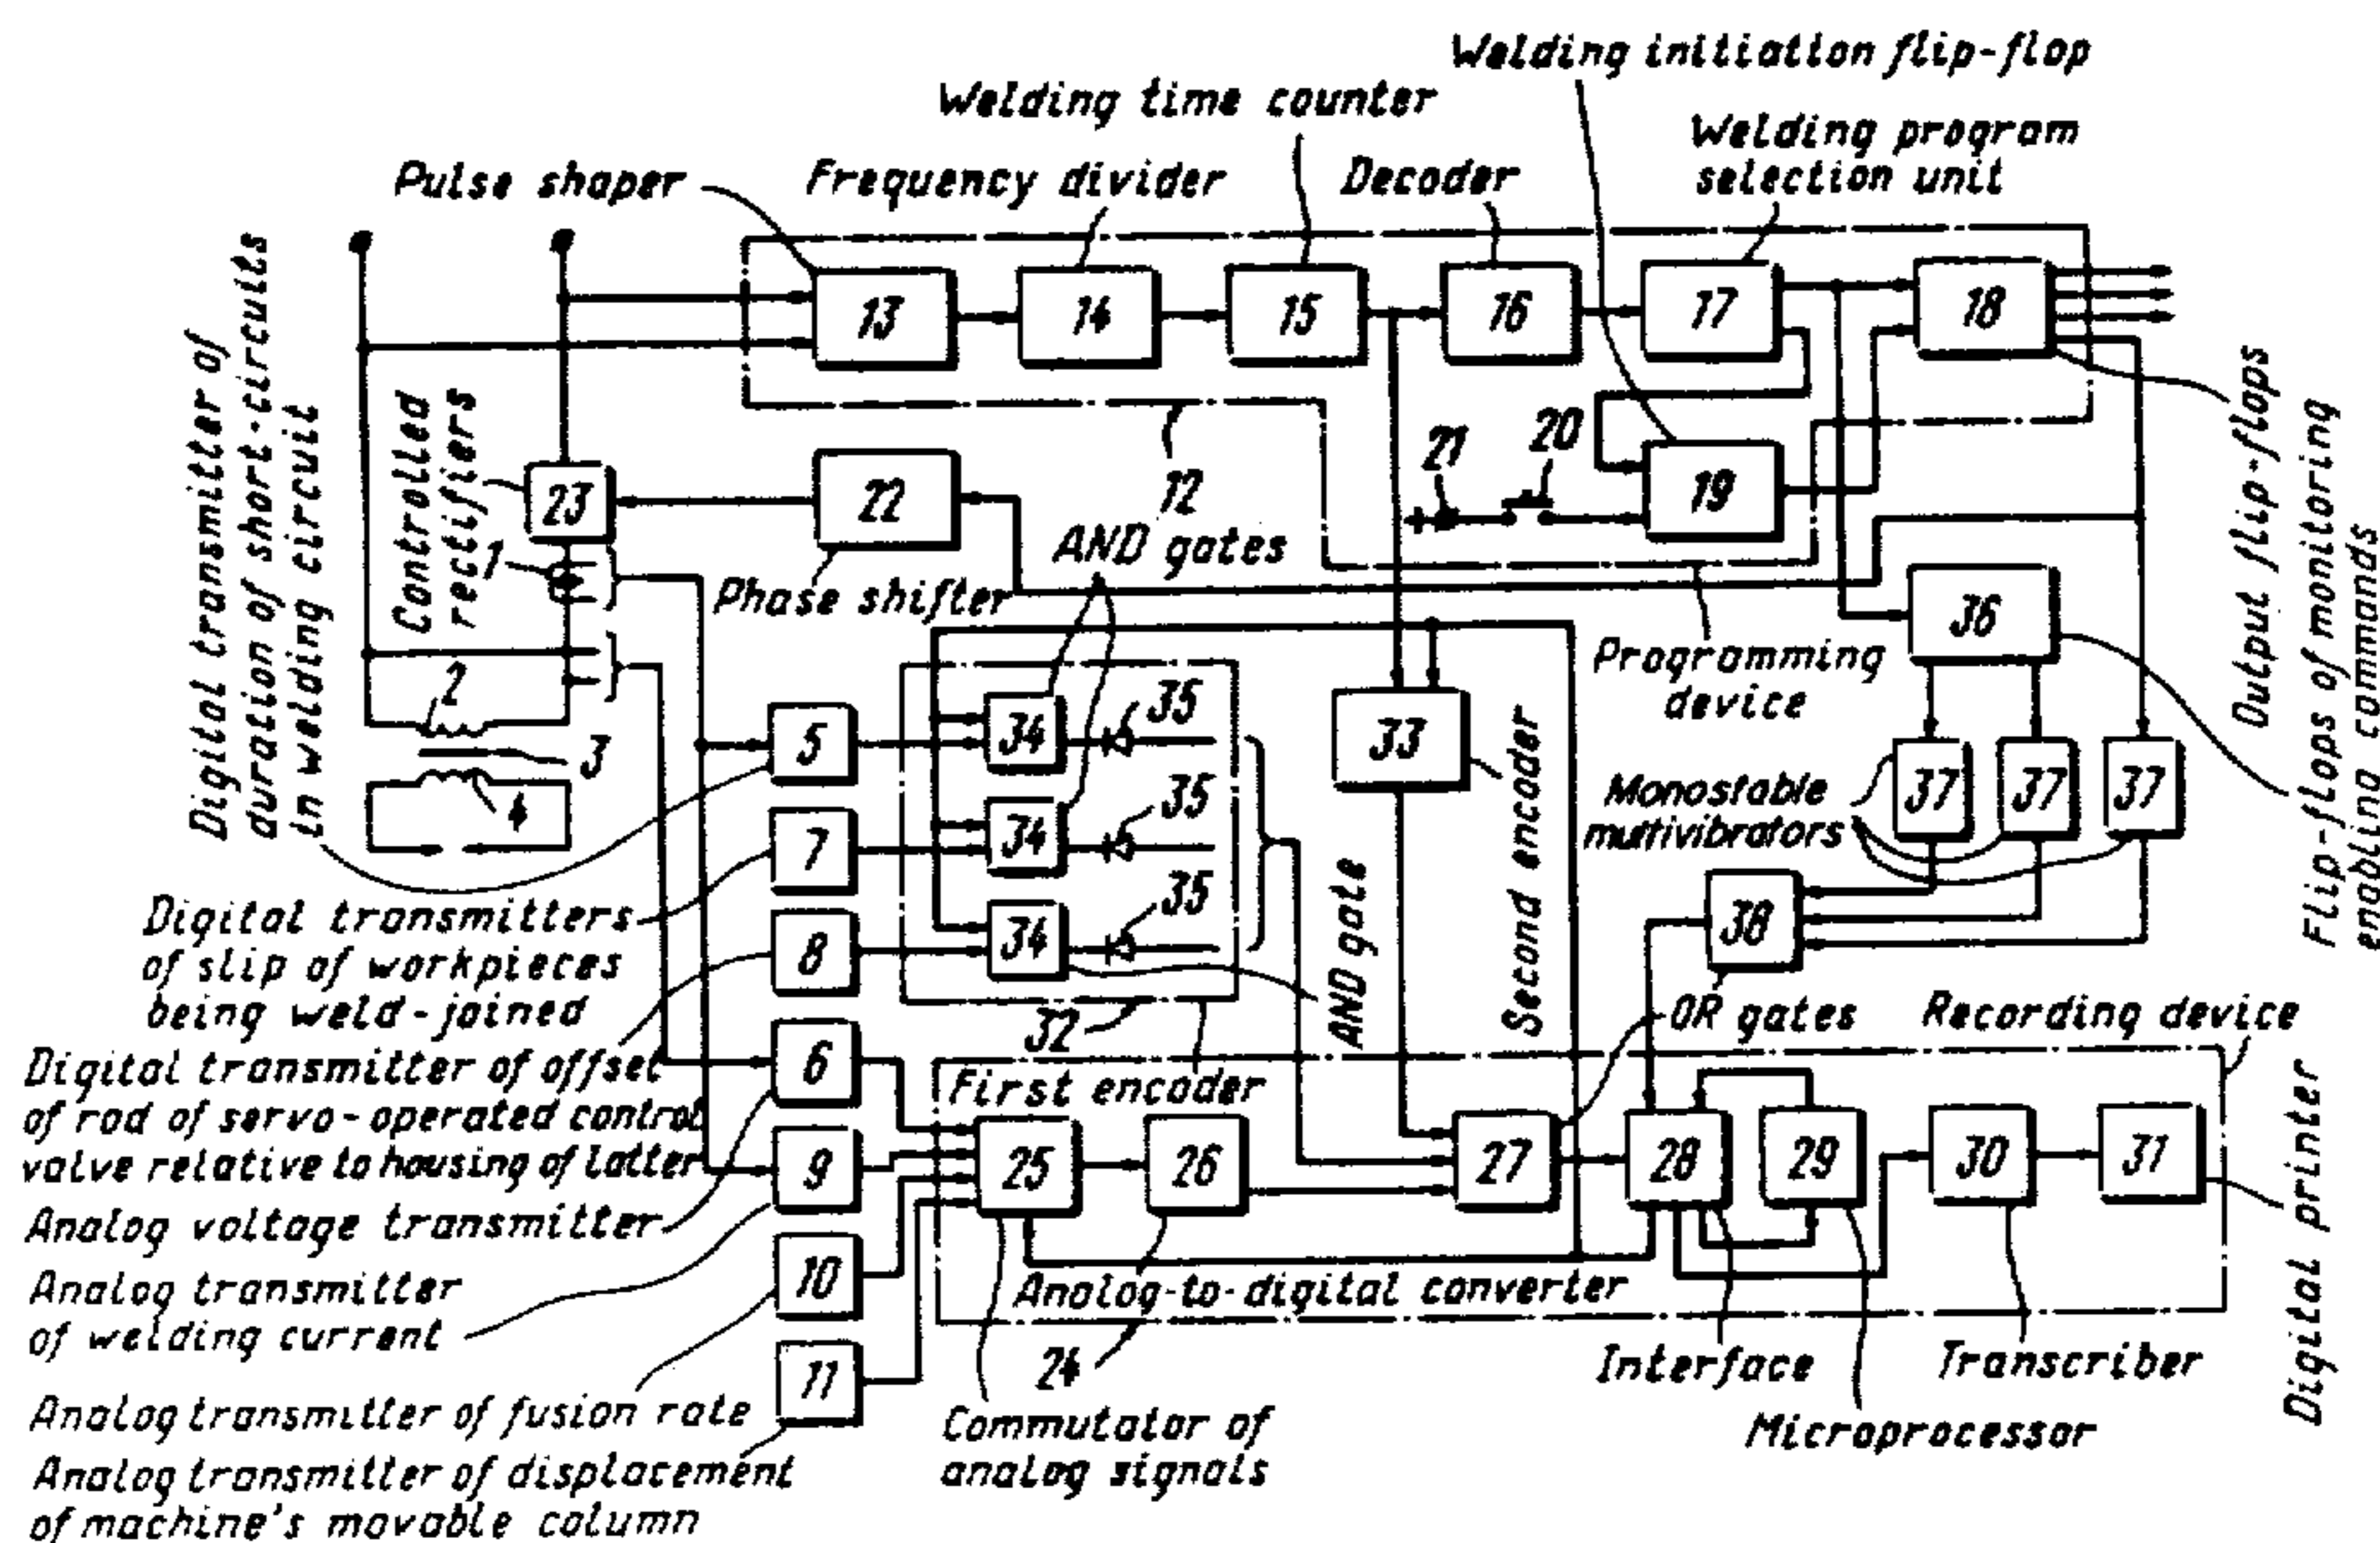 Welding initiation flip-flop
Welding time counter
Welding program
selection unit
Pulse shaper
Frequency divider
Decoder
13
14
15
16
17
18
Digital transmitter of
duration of short-circuits
in welding circuit
Controlled
rectifiers
23
22
12
21
20
19
1
Phase shifter
AND gates
Programming
device
36
Output flip-flops
Flip-flops of monitoring
enabling commands
2
3
4
5
34
35
33
Second encoder
7
34
35
Monostable
multivibrators
37
37
37
8
34
35
AND gate
38
Digital transmitters
of slip of workpieces
being weld-joined
32
OR gates
Recording device
Digital transmitter of offset
of rod of servo-operated control
valve relative to housing of latter
6
First encoder
9
25
26
27
28
29
30
31
Digital printer
Analog voltage transmitter
Analog transmitter
of welding current
10
Analog-to-digital converter
11
24
Interface
Transcriber
Analog transmitter of fusion rate
Commutator of
analog signals
Microprocessor
Analog transmitter of displacement
of machine's movable column